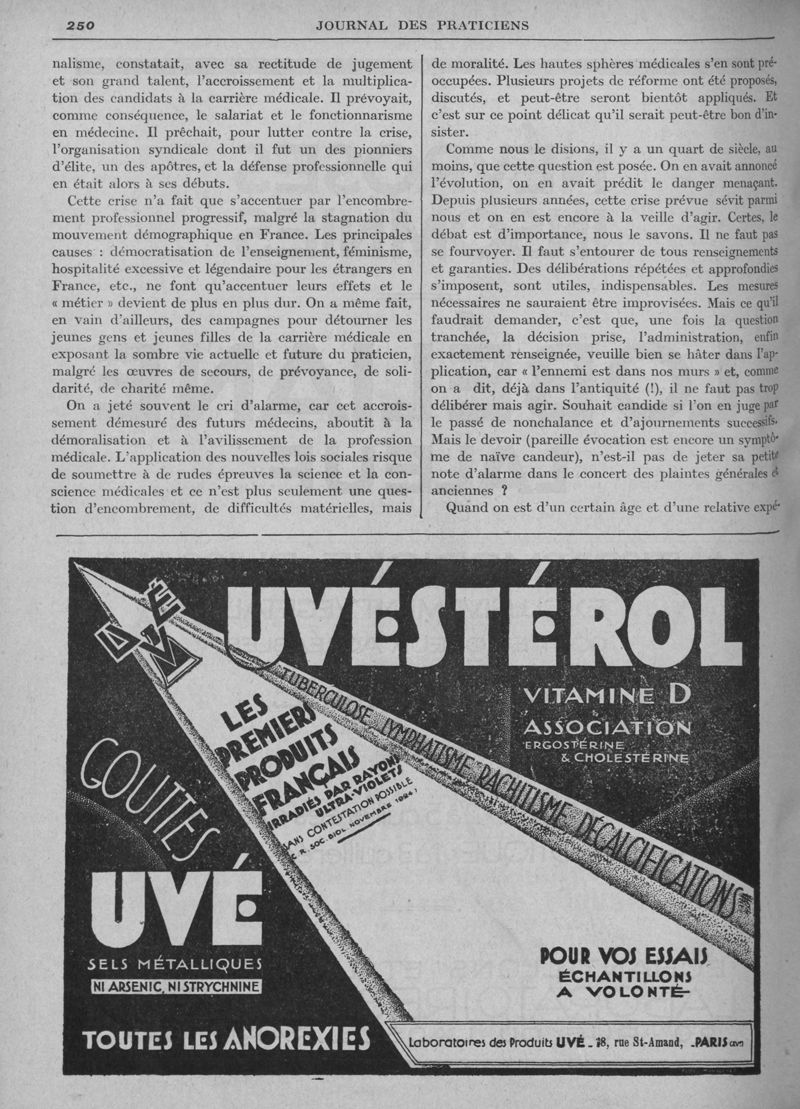 250
JOURNAL DES PRATICIENS
nalisme, constatait, avec sa rectitude de jugement
et son grand talent, l'accroissement et la multiplica-
tion des candidats à la carrière médicale. Il prévoyait,
comme conséquence, le salariat et le fonctionnarisme
en médecine. Il prêchait, pour lutter contre la crise,
l'organisation syndicale dont il fut un des pionniers
d'élite, un des apôtres, et la défense professionnelle qui
en était alors à ses débuts.
Cette crise n'a fait que s'accentuer par l'encombre-
ment professionnel progressif, malgré la stagnation du
mouvement démographique en France. Les principales
causes : démocratisation de l'enseignement, féminisme,
hospitalité excessive et légendaire pour les étrangers en
France, etc., ne font qu'accentuer leurs effets et le
« métier » devient de plus en plus dur. On a même fait,
en vain d'ailleurs, des campagnes pour détourner les
jeunes gens et jeunes filles de la carrière médicale en
exposant la sombre vie actuelle et future du praticien,
malgré les œuvres de secours, de prévoyance, de soli-
darité, de charité même.
On a jeté souvent le cri d'alarme, car cet accrois-
sement démesuré des futurs médecins, aboutit à la
démoralisation et à l'avilissement de la profession
médicale. L'application des nouvelles lois sociales risque
de soumettre à de rudes épreuves la science et la con-
science médicales et ce n'est plus seulement une ques-
tion d'encombrement, de difficultés matérielles, mais
de moralité. Les hautes sphères médicales s'en sont pré-
occupées. Plusieurs projets de réforme ont été proposés,
discutés, et peut-être seront bientôt appliqués. Et
c'est sur ce point délicat qu'il serait peut-être bon d'in-
sister.
Comme nous le disions, il y a un quart de siècle, au
moins, que cette question est posée. On en avait annoncé
l'évolution, on en avait prédit le danger menaçant.
Depuis plusieurs années, cette crise prévue sévit parmi
nous et on en est encore à la veille d'agir. Certes, le
débat est d'importance, nous le savons. Il ne faut pas
se fourvoyer. Il faut s'entourer de tous renseignements
et garanties. Des délibérations répétées et approfondies
s'imposent, sont utiles, indispensables. Les mesures
nécessaires ne sauraient être improvisées. Mais ce qu'il
faudrait demander, c'est que, une fois la question
tranchée, la décision prise, l'administration, enfin
exactement renseignée, veuille bien se hâter dans l'ap-
plication, car « l'ennemi est dans nos murs » et, comme
on a dit, déjà dans l'antiquité (!), il ne faut pas trop
délibérer mais agir. Souhait candide si l'on en juge par
le passé de nonchalance et d'ajournements successifs.
Mais le devoir (pareille évocation est encore un symptô-
me de naïve candeur), n'est-il pas de jeter sa petite
note d'alarme dans le concert des plaintes générales et
anciennes ?
Quand on est d'un certain âge et d'une relative expé-
UVÉSTÉROL
VITAMINE D
ASSOCIATION
ERGOSTÉRINE
& CHOLESTÉRINE
TUBERCULOSE LYMPHATISME RACHITISME DÉCALCIFICATIONS
LES
PREMIERS
PRODUITS
FRANÇAIS
IRRADIÉS PAR RAYONS
ULTRA-VIOLETS
SANS CONTESTATION POSSIBLE
C. R. SOC. BIOL. NOVEMBRE 1924
GOUTTES
UVÉ
SELS MÉTALLIQUES
NI ARSENIC, NI STRYCHNINE
TOUTES LES ANOREXIES
POUR VOS ESSAIS
ÉCHANTILLONS
A VOLONTÉ
Laboratoires des Produits UVÉ - 18, rue St-Amand, - PARIS